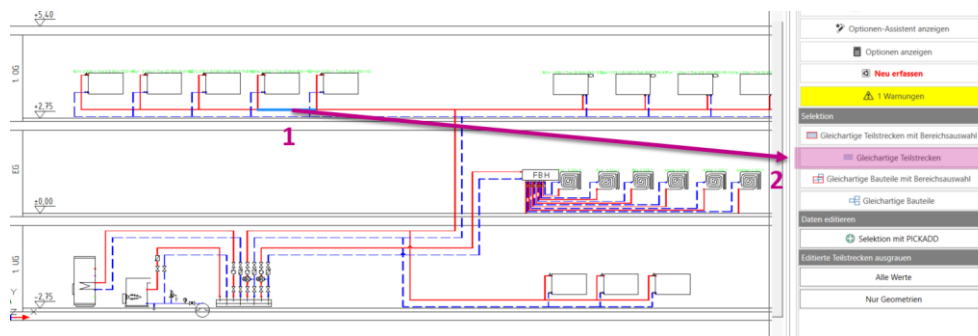 +5,40
1. OG
+2,75
1
EG
FBH
+0,00
1. UG
-2,75
Y
X
2
Optionen-Assistent anzeigen
Optionen anzeigen
Neu erfassen
1 Warnungen
Selektion
Gleichartige Teilstrecken mit Bereichsauswahl
Gleichartige Teilstrecken
Gleichartige Bauteile mit Bereichsauswahl
Gleichartige Bauteile
Daten editieren
Selektion mit PICKADD
Editierte Teilstrecken ausgrauen
Alle Werte
Nur Geometrien